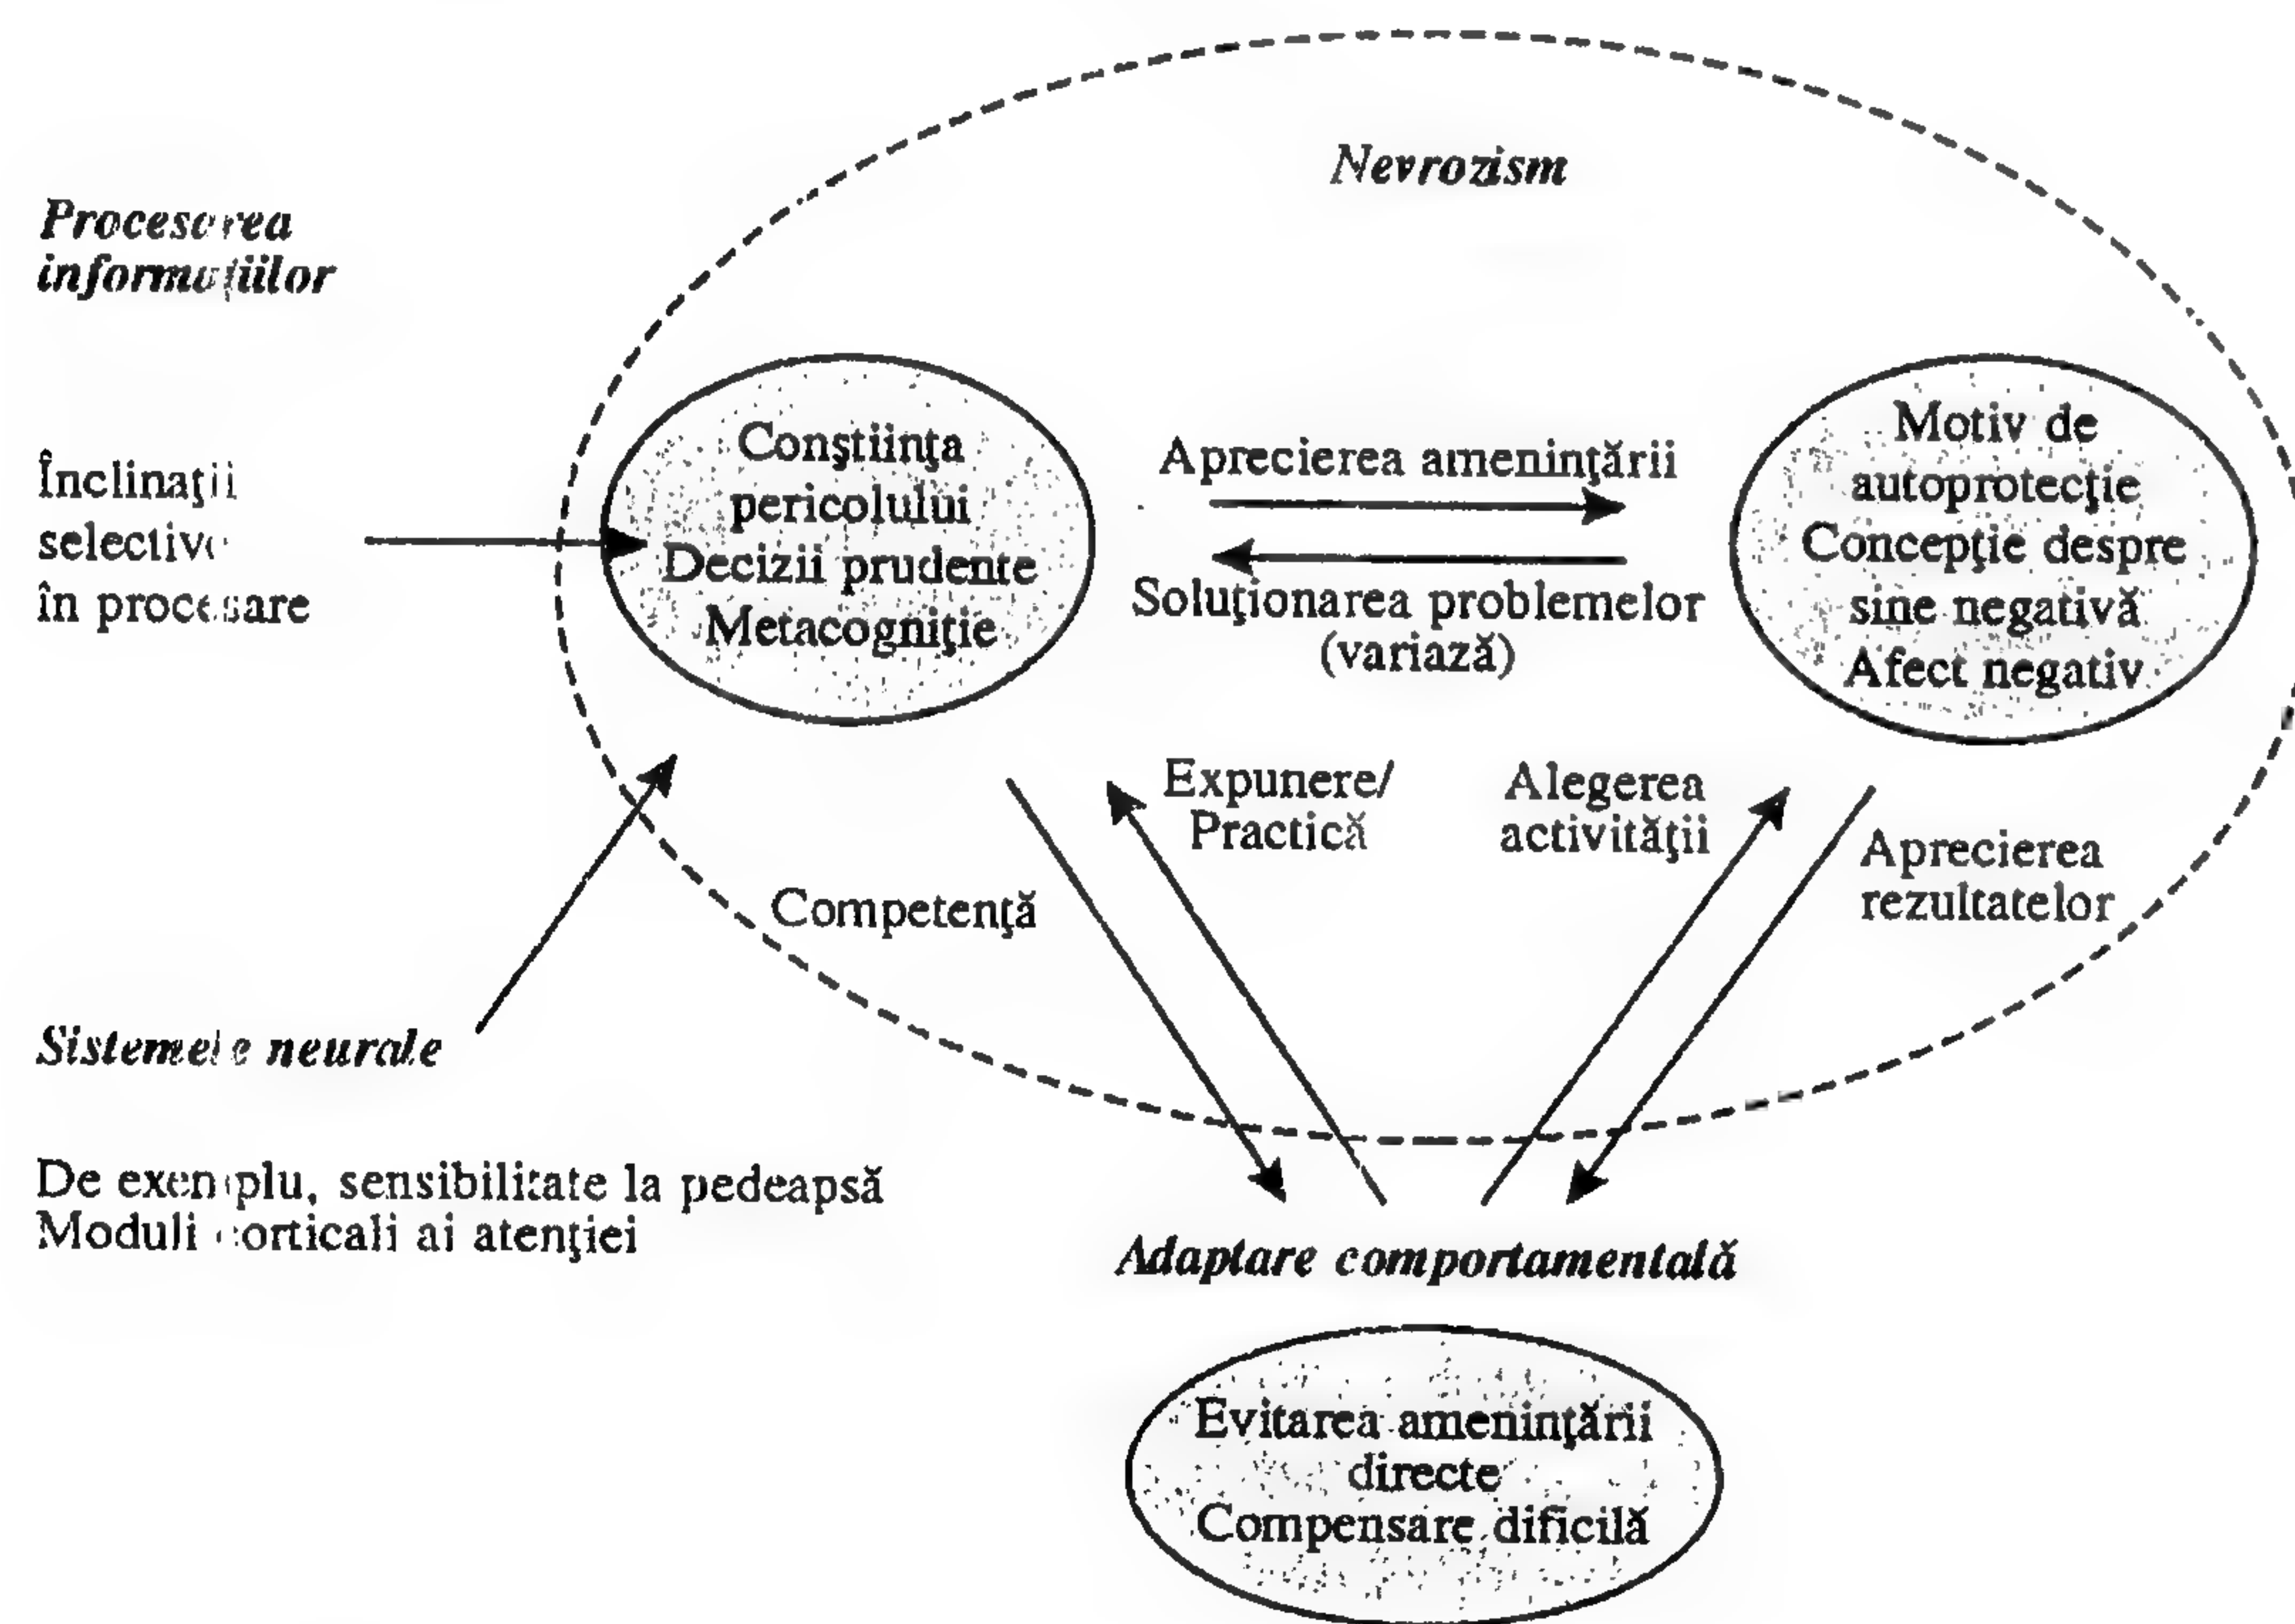 Nevrozism
Procesarea
informaţiilor
Înclinaţii
selective
în procesare
Conştiinţa
pericolului
Decizii prudente
Metacogniţie
Aprecierea ameninţării
Soluţionarea problemelor
(variază)
Motiv de
autoprotecţie
Concepţie despre
sine negativă
Afect negativ
Expunere/
Practică
Alegerea
activităţii
Aprecierea
rezultatelor
Competenţă
Sistemele neurale
De exemplu, sensibilitate la pedeapsă
Moduli corticali ai atenţiei
Adaptare comportamentală
Evitarea ameninţării
directe
Compensare dificilă